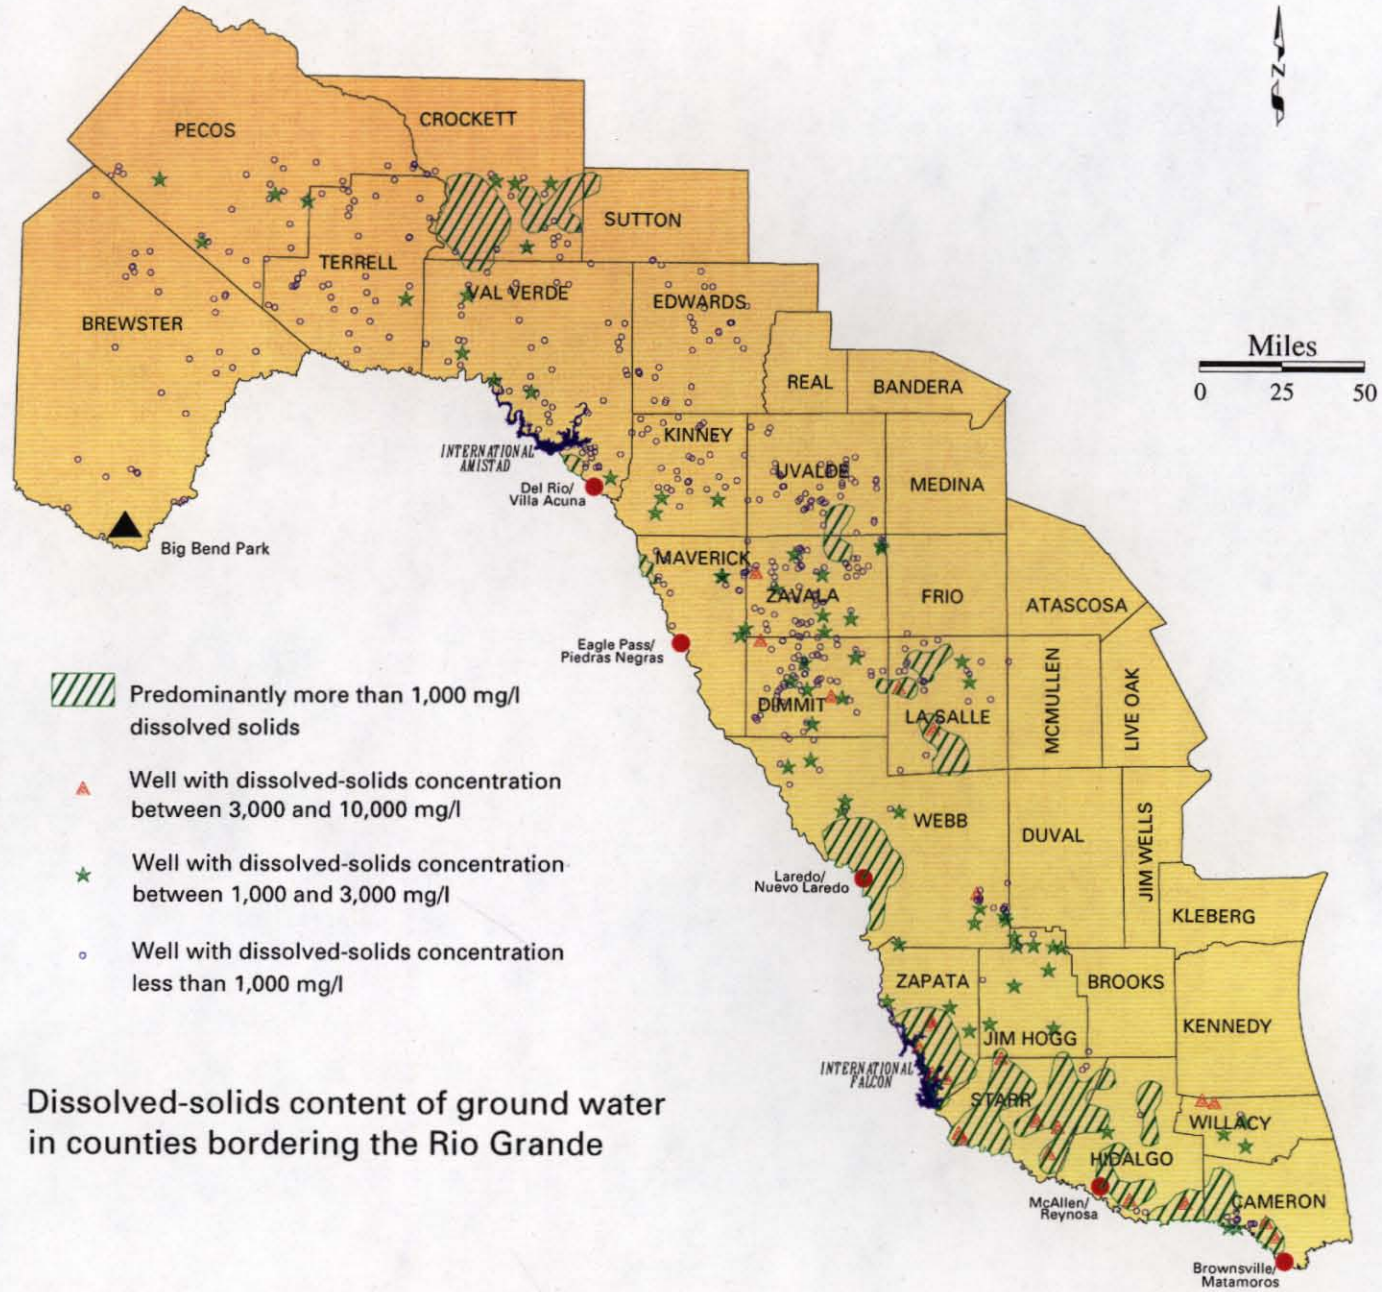 N
PECOS
CROCKETT
SUTTON
TERRELL
VAL VERDE
EDWARDS
BREWSTER
Miles
0 25 50
REAL
BANDERA
KINNEY
INTERNATIONAL
AMISTAD
UVALDE
MEDINA
Del Rio/
Villa Acuna
Big Bend Park
MAVERICK
ZAVALA
FRIO
ATASCOSA
Eagle Pass/
Piedras Negras
MCMULLEN
LIVE OAK
DIMMIT
LA SALLE
Predominantly more than 1,000 mg/l
dissolved solids
Well with dissolved-solids concentration
between 3,000 and 10,000 mg/l
WEBB
DUVAL
JIM WELLS
Well with dissolved-solids concentration
between 1,000 and 3,000 mg/l
Laredo/
Nuevo Laredo
KLEBERG
Well with dissolved-solids concentration
less than 1,000 mg/l
ZAPATA
BROOKS
KENNEDY
JIM HOGG
INTERNATIONAL
FALCON
STARR
WILLACY
Dissolved-solids content of ground water
in counties bordering the Rio Grande
HIDALGO
McAllen/
Reynosa
CAMERON
Brownsville/
Matamoros